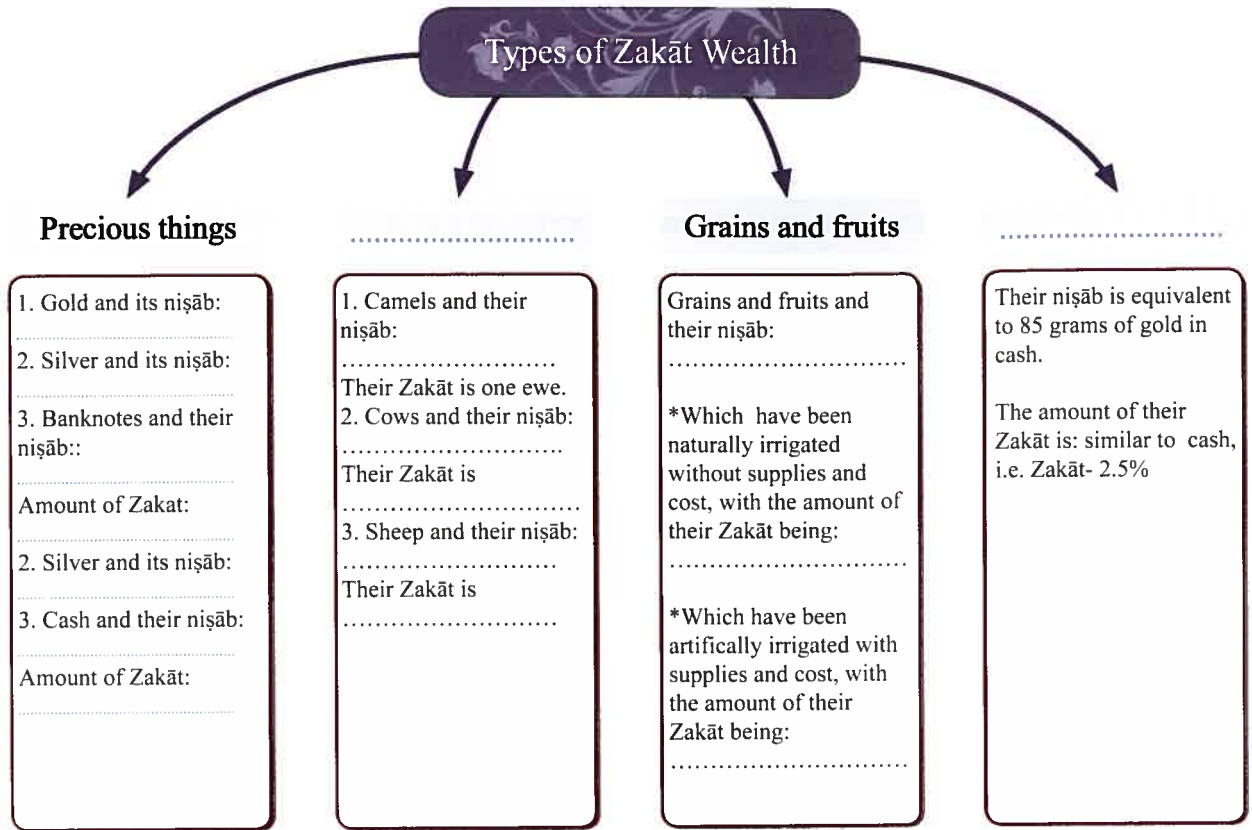 Types of Zakāt Wealth
Precious things
1. Gold and its niṣāb:
2. Silver and its niṣāb:
3. Banknotes and their
niṣāb::
Amount of Zakat:
2. Silver and its niṣāb:
3. Cash and their niṣāb:
Amount of Zakāt:
............................
1. Camels and their
niṣāb:
...........................
Their Zakāt is one ewe.
2. Cows and their niṣāb:
............................
Their Zakāt is
..................................
3. Sheep and their niṣāb:
...........................
Their Zakāt is
...........................
Grains and fruits
Grains and fruits and
their niṣāb:
..............................
*Which have been
naturally irrigated
without supplies and
cost, with the amount of
their Zakāt being:
..............................
*Which have been
artifically irrigated with
supplies and cost, with
the amount of their
Zakāt being:
..............................
............................
Their niṣāb is equivalent
to 85 grams of gold in
cash.
The amount of their
Zakāt is: similar to cash,
i.e. Zakāt- 2.5%